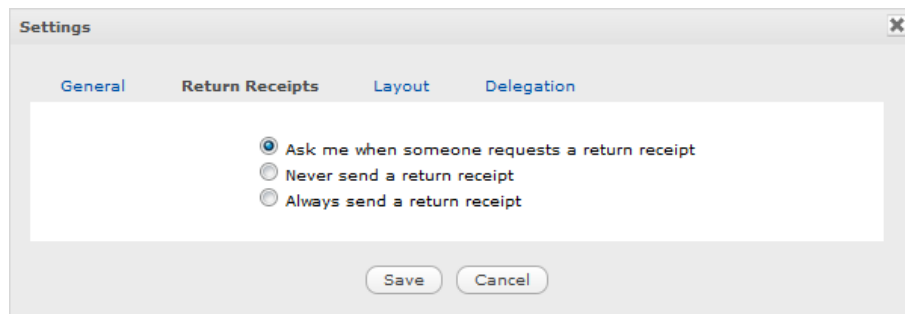 Settings
General Return Receipts Layout Delegation
Ask me when someone requests a return receipt
Never send a return receipt
Always send a return receipt
Save Cancel